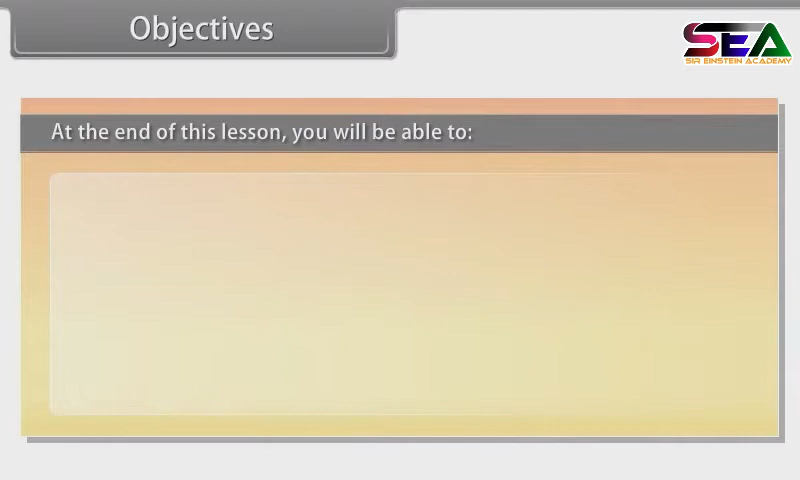 Objectives
SEA
SIR EINSTEIN ACADEMY
At the end of this lesson, you will be able to: